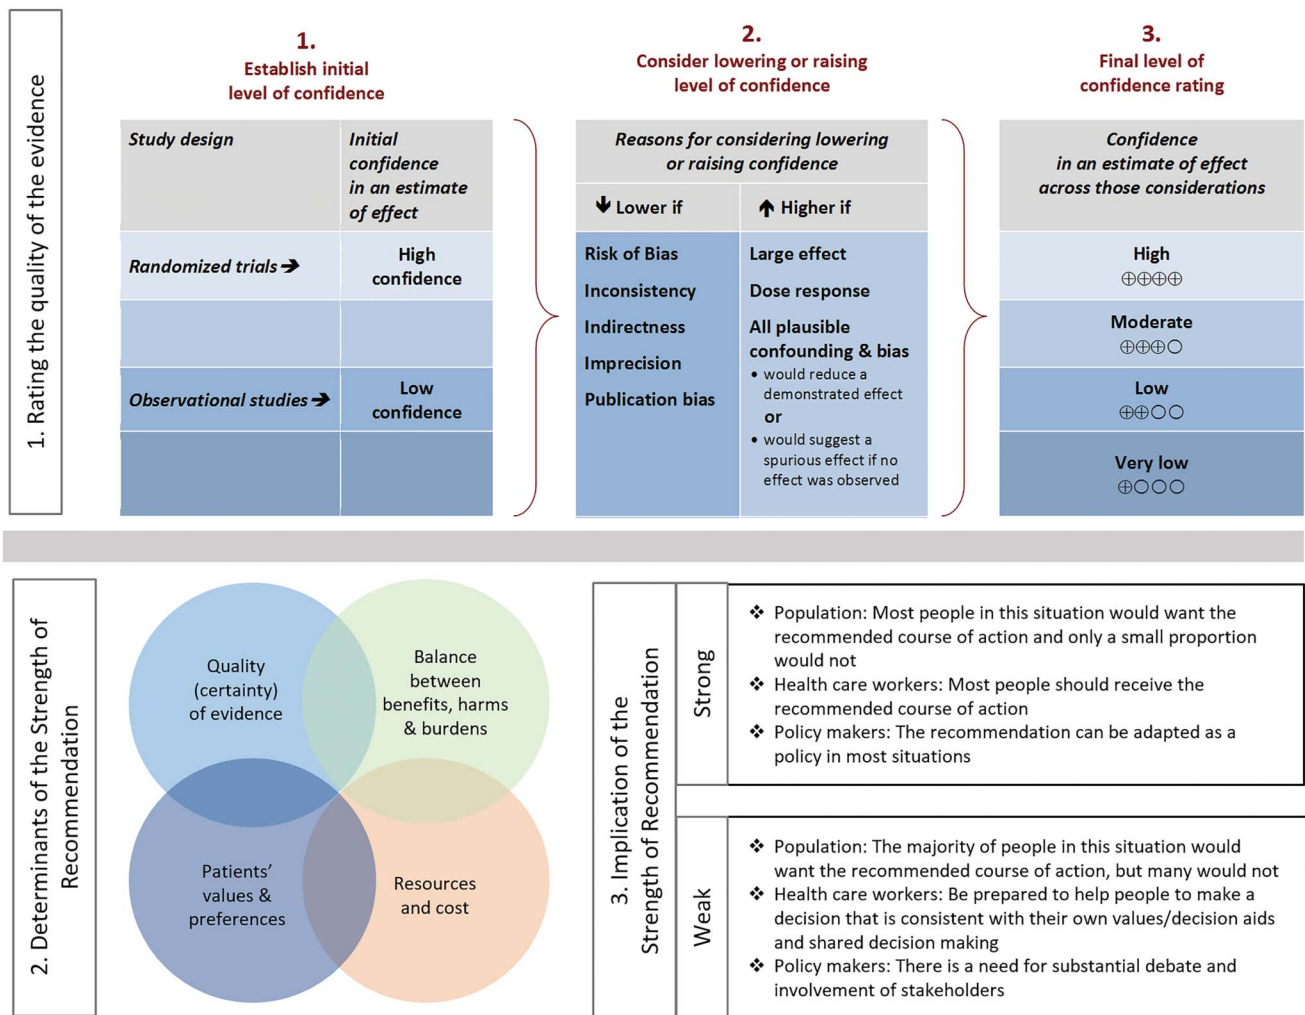 1. Rating the quality of the evidence
1.
Establish initial
level of confidence
2.
Consider lowering or raising
level of confidence
3.
Final level of
confidence rating
Study design
Initial
confidence
in an estimate
of effect
Randomized trials➔
High
confidence
Observational studies➔
Low
confidence
Reasons for considering lowering
or raising confidence
🡻 Lower if
🡹 Higher if
Risk of Bias
Inconsistency
Indirectness
Imprecision
Publication bias
Large effect
Dose response
All plausible
confounding & bias
• would reduce a
demonstrated effect
or
• would suggest a
spurious effect if no
effect was observed
Confidence
in an estimate of effect
across those considerations
High
⊕⊕⊕⊕
Moderate
⊕⊕⊕○
Low
⊕⊕○○
Very low
⊕○○○
2. Determinants of the Strength of
Recommendation
Quality
(certainty)
of evidence
Balance
between
benefits, harms
& burdens
Patients’
values &
preferences
Resources
and cost
3. Implication of the
Strength of Recommendation
Strong
❖ Population: Most people in this situation would want the
recommended course of action and only a small proportion
would not
❖ Health care workers: Most people should receive the
recommended course of action
❖ Policy makers: The recommendation can be adapted as a
policy in most situations
Weak
❖ Population: The majority of people in this situation would
want the recommended course of action, but many would not
❖ Health care workers: Be prepared to help people to make a
decision that is consistent with their own values/decision aids
and shared decision making
❖ Policy makers: There is a need for substantial debate and
involvement of stakeholders